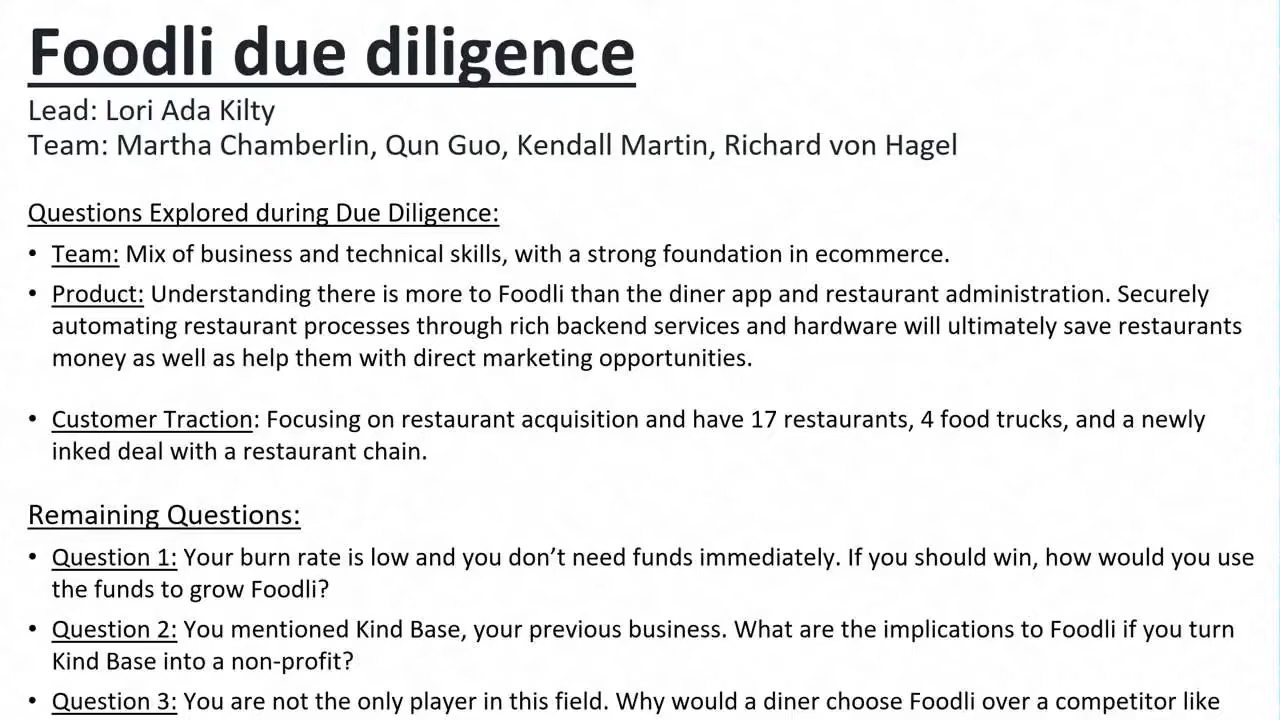 Foodli due diligence
Lead: Lori Ada Kilty
Team: Martha Chamberlin, Qun Guo, Kendall Martin, Richard von Hagel
Questions Explored during Due Diligence:
• Team: Mix of business and technical skills, with a strong foundation in ecommerce.
• Product: Understanding there is more to Foodli than the diner app and restaurant administration. Securely
automating restaurant processes through rich backend services and hardware will ultimately save restaurants
money as well as help them with direct marketing opportunities.
• Customer Traction: Focusing on restaurant acquisition and have 17 restaurants, 4 food trucks, and a newly
inked deal with a restaurant chain.
Remaining Questions:
• Question 1: Your burn rate is low and you don’t need funds immediately. If you should win, how would you use
the funds to grow Foodli?
• Question 2: You mentioned Kind Base, your previous business. What are the implications to Foodli if you turn
Kind Base into a non-profit?
• Question 3: You are not the only player in this field. Why would a diner choose Foodli over a competitor like